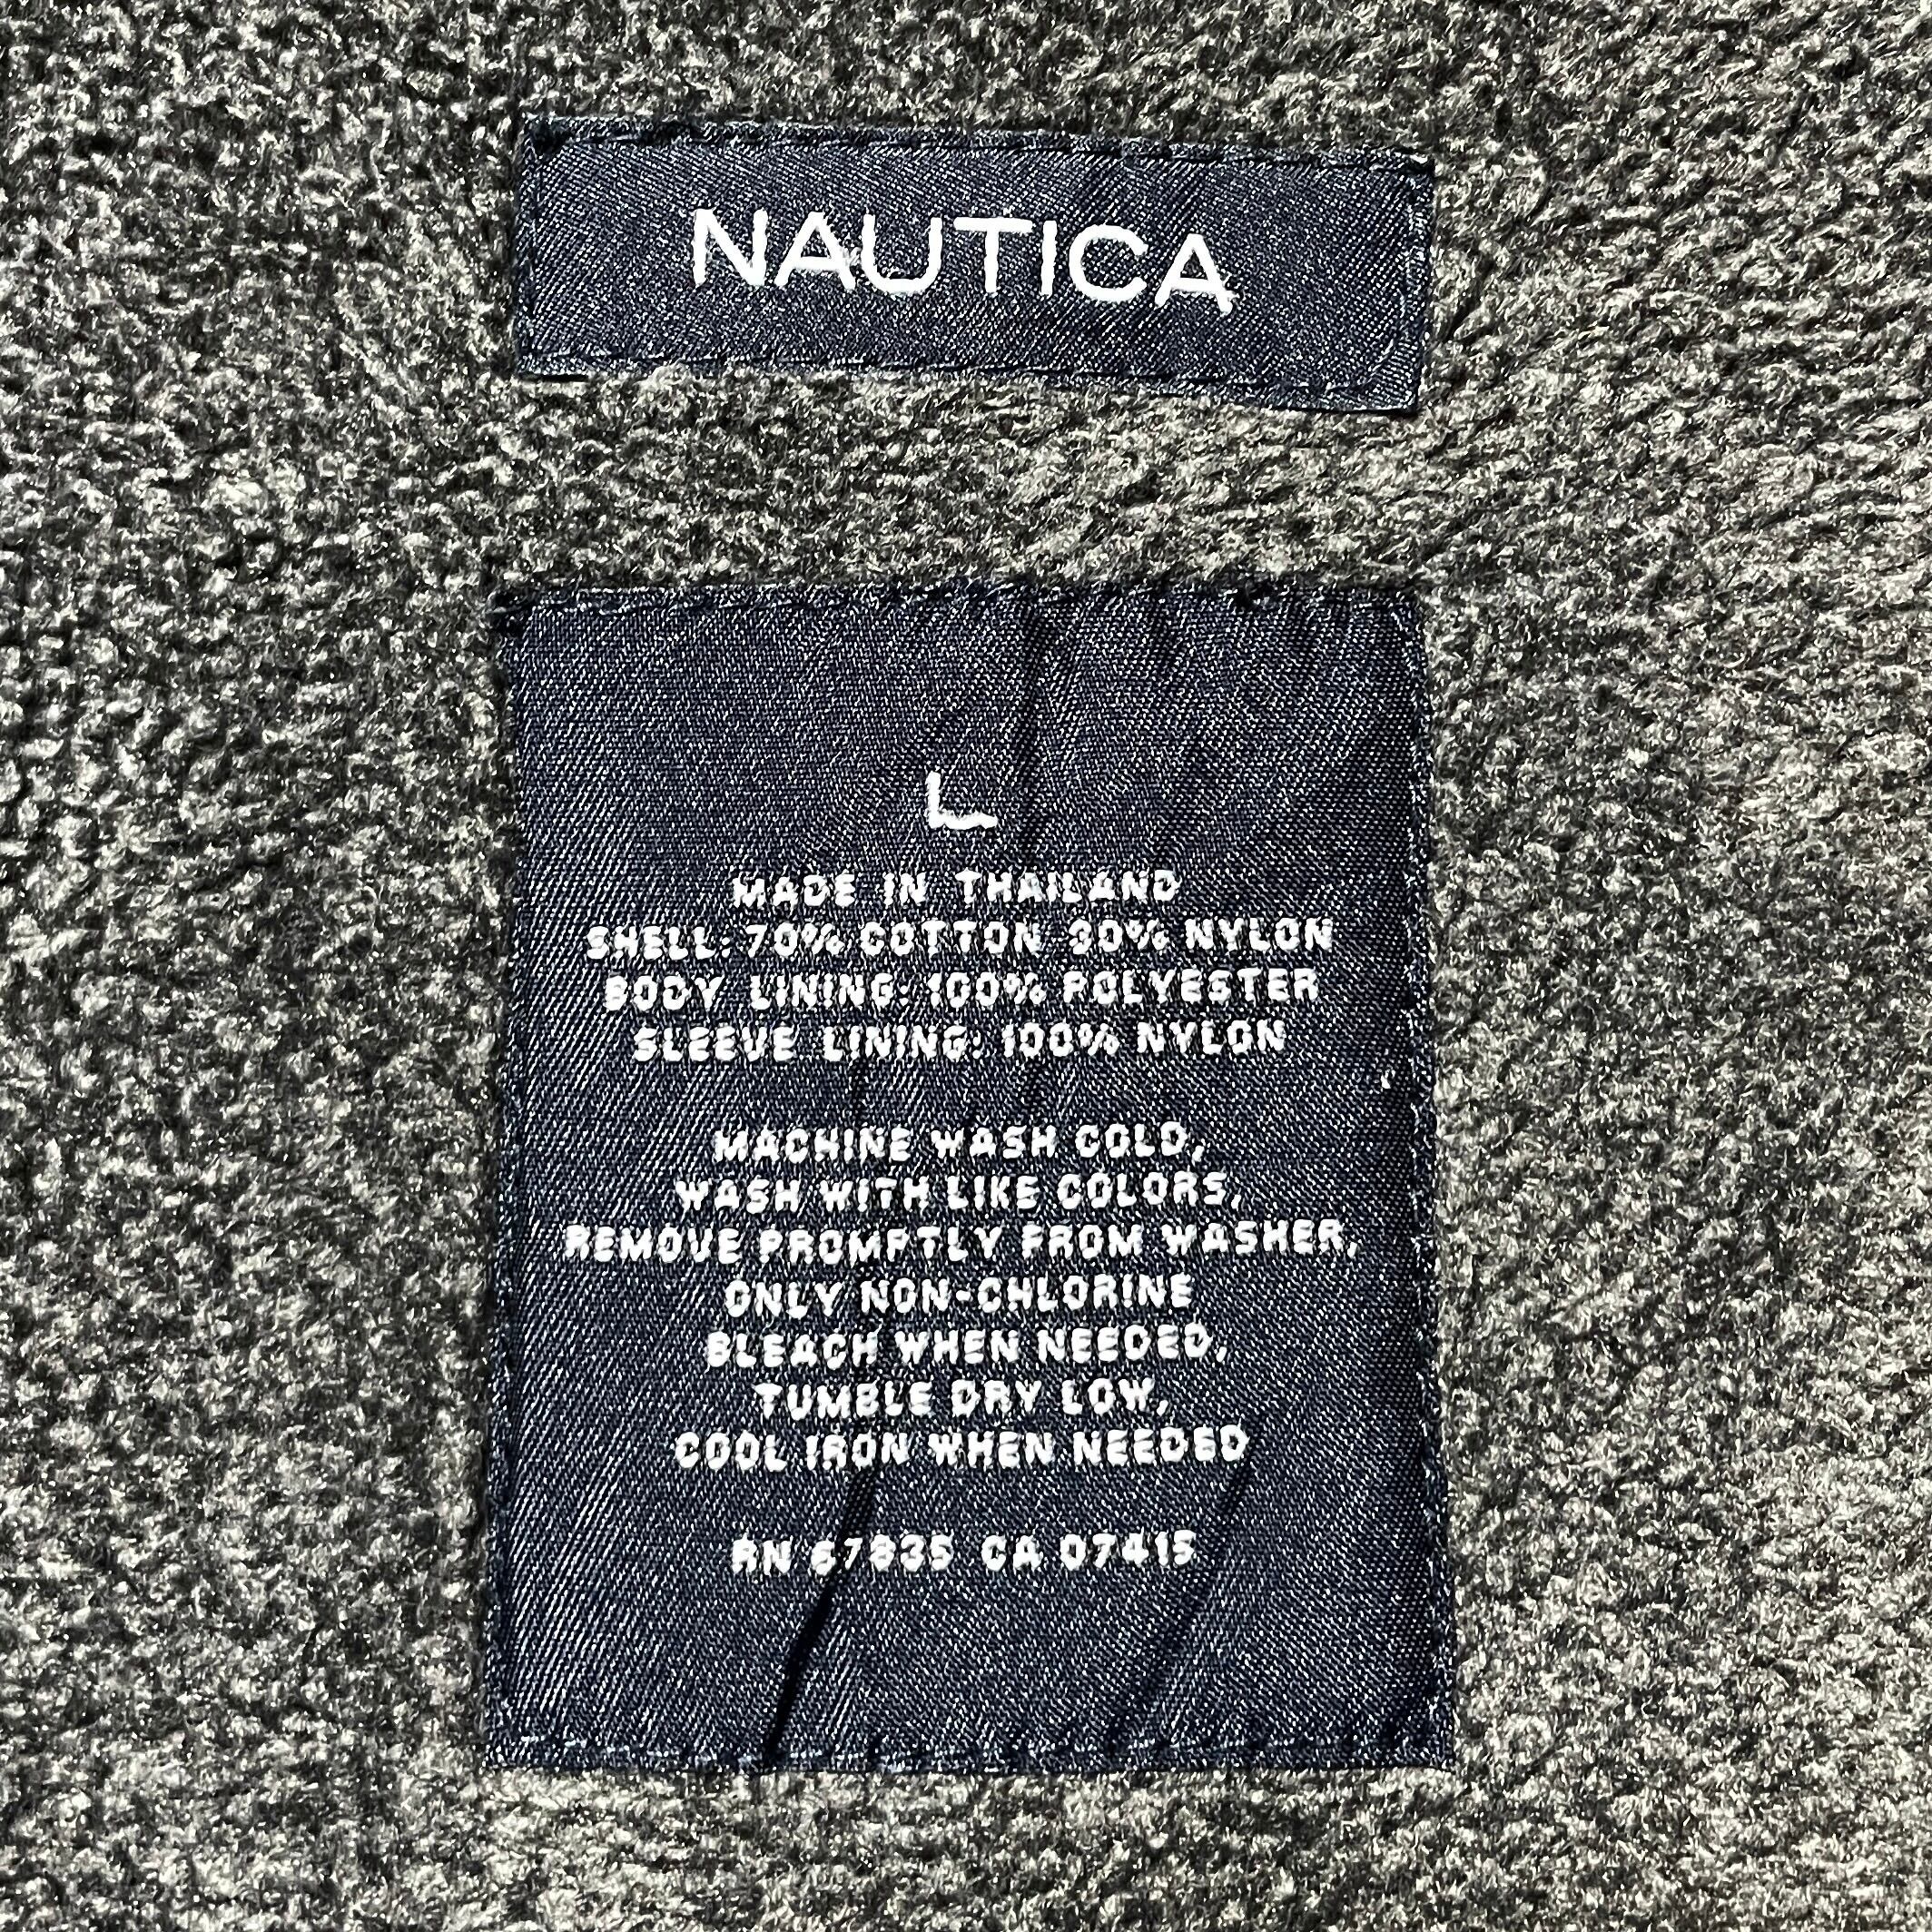 NAUTICA
L
MADE IN THAILAND
SHELL: 70% COTTON 30% NYLON
BODY LINING: 100% POLYESTER
SLEEVE LINING: 100% NYLON
MACHINE WASH COLD,
WASH WITH LIKE COLORS,
REMOVE PROMPTLY FROM WASHER,
ONLY NON-CHLORINE
BLEACH WHEN NEEDED,
TUMBLE DRY LOW,
COOL IRON WHEN NEEDED
RN 67835 CA 07415